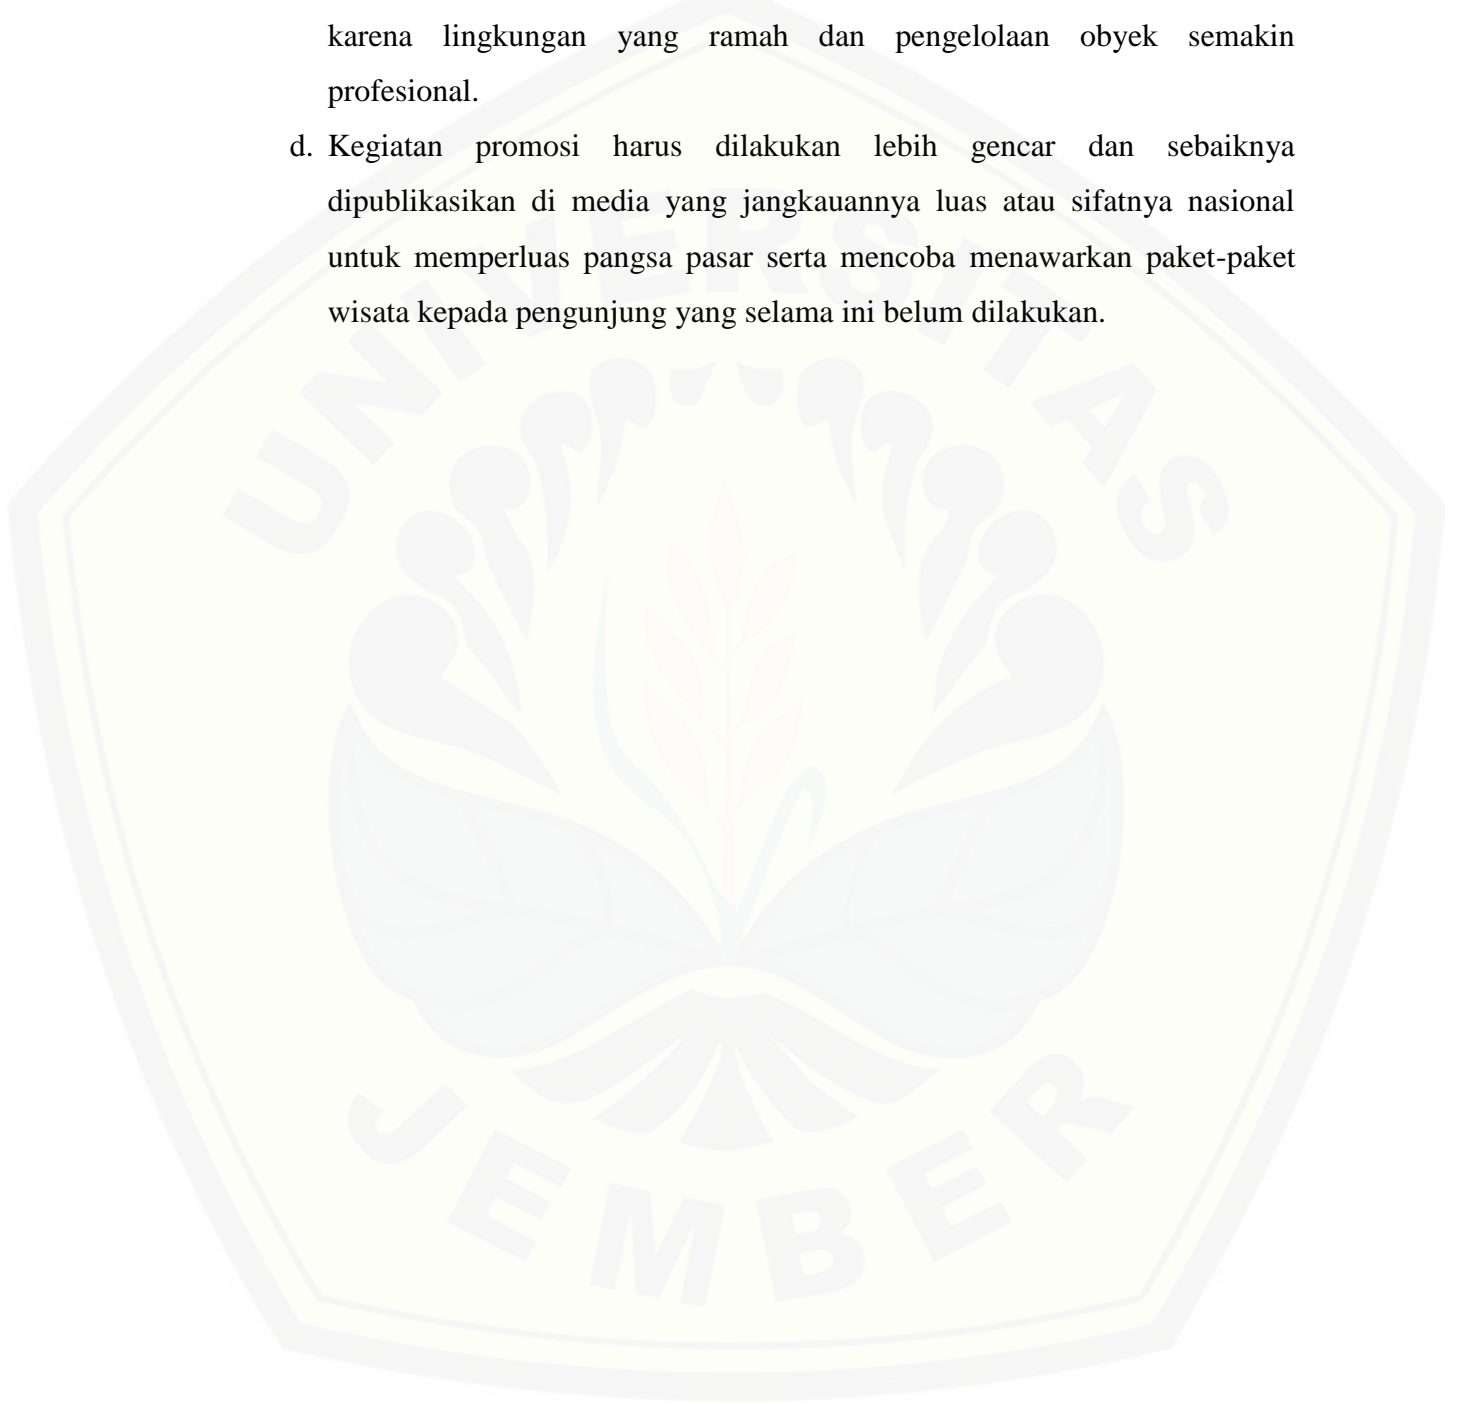 karena lingkungan yang ramah dan pengelolaan obyek semakin
profesional.
d. Kegiatan promosi harus dilakukan lebih gencar dan sebaiknya
dipublikasikan di media yang jangkauannya luas atau sifatnya nasional
untuk memperluas pangsa pasar serta mencoba menawarkan paket-paket
wisata kepada pengunjung yang selama ini belum dilakukan.
UNIVERSITAS
JEMBER